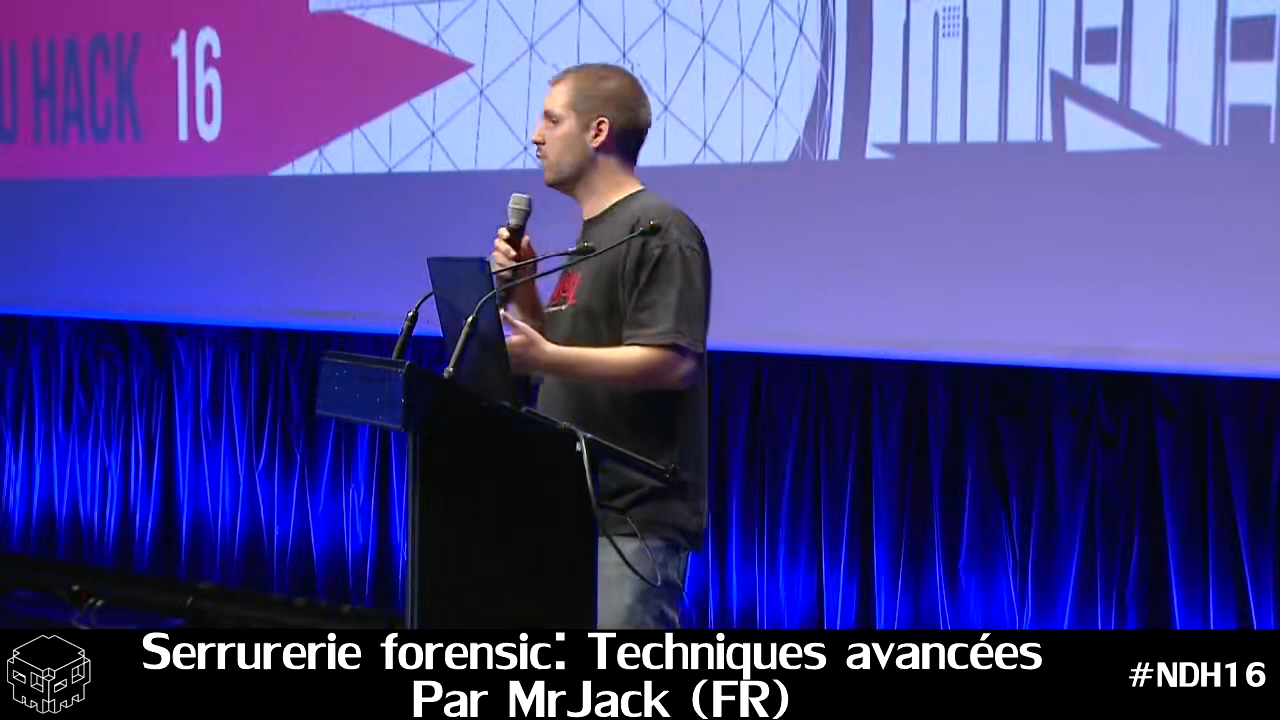 HACK 16
Serrurerie forensic: Techniques avancées
Par MrJack (FR)
#NDH16